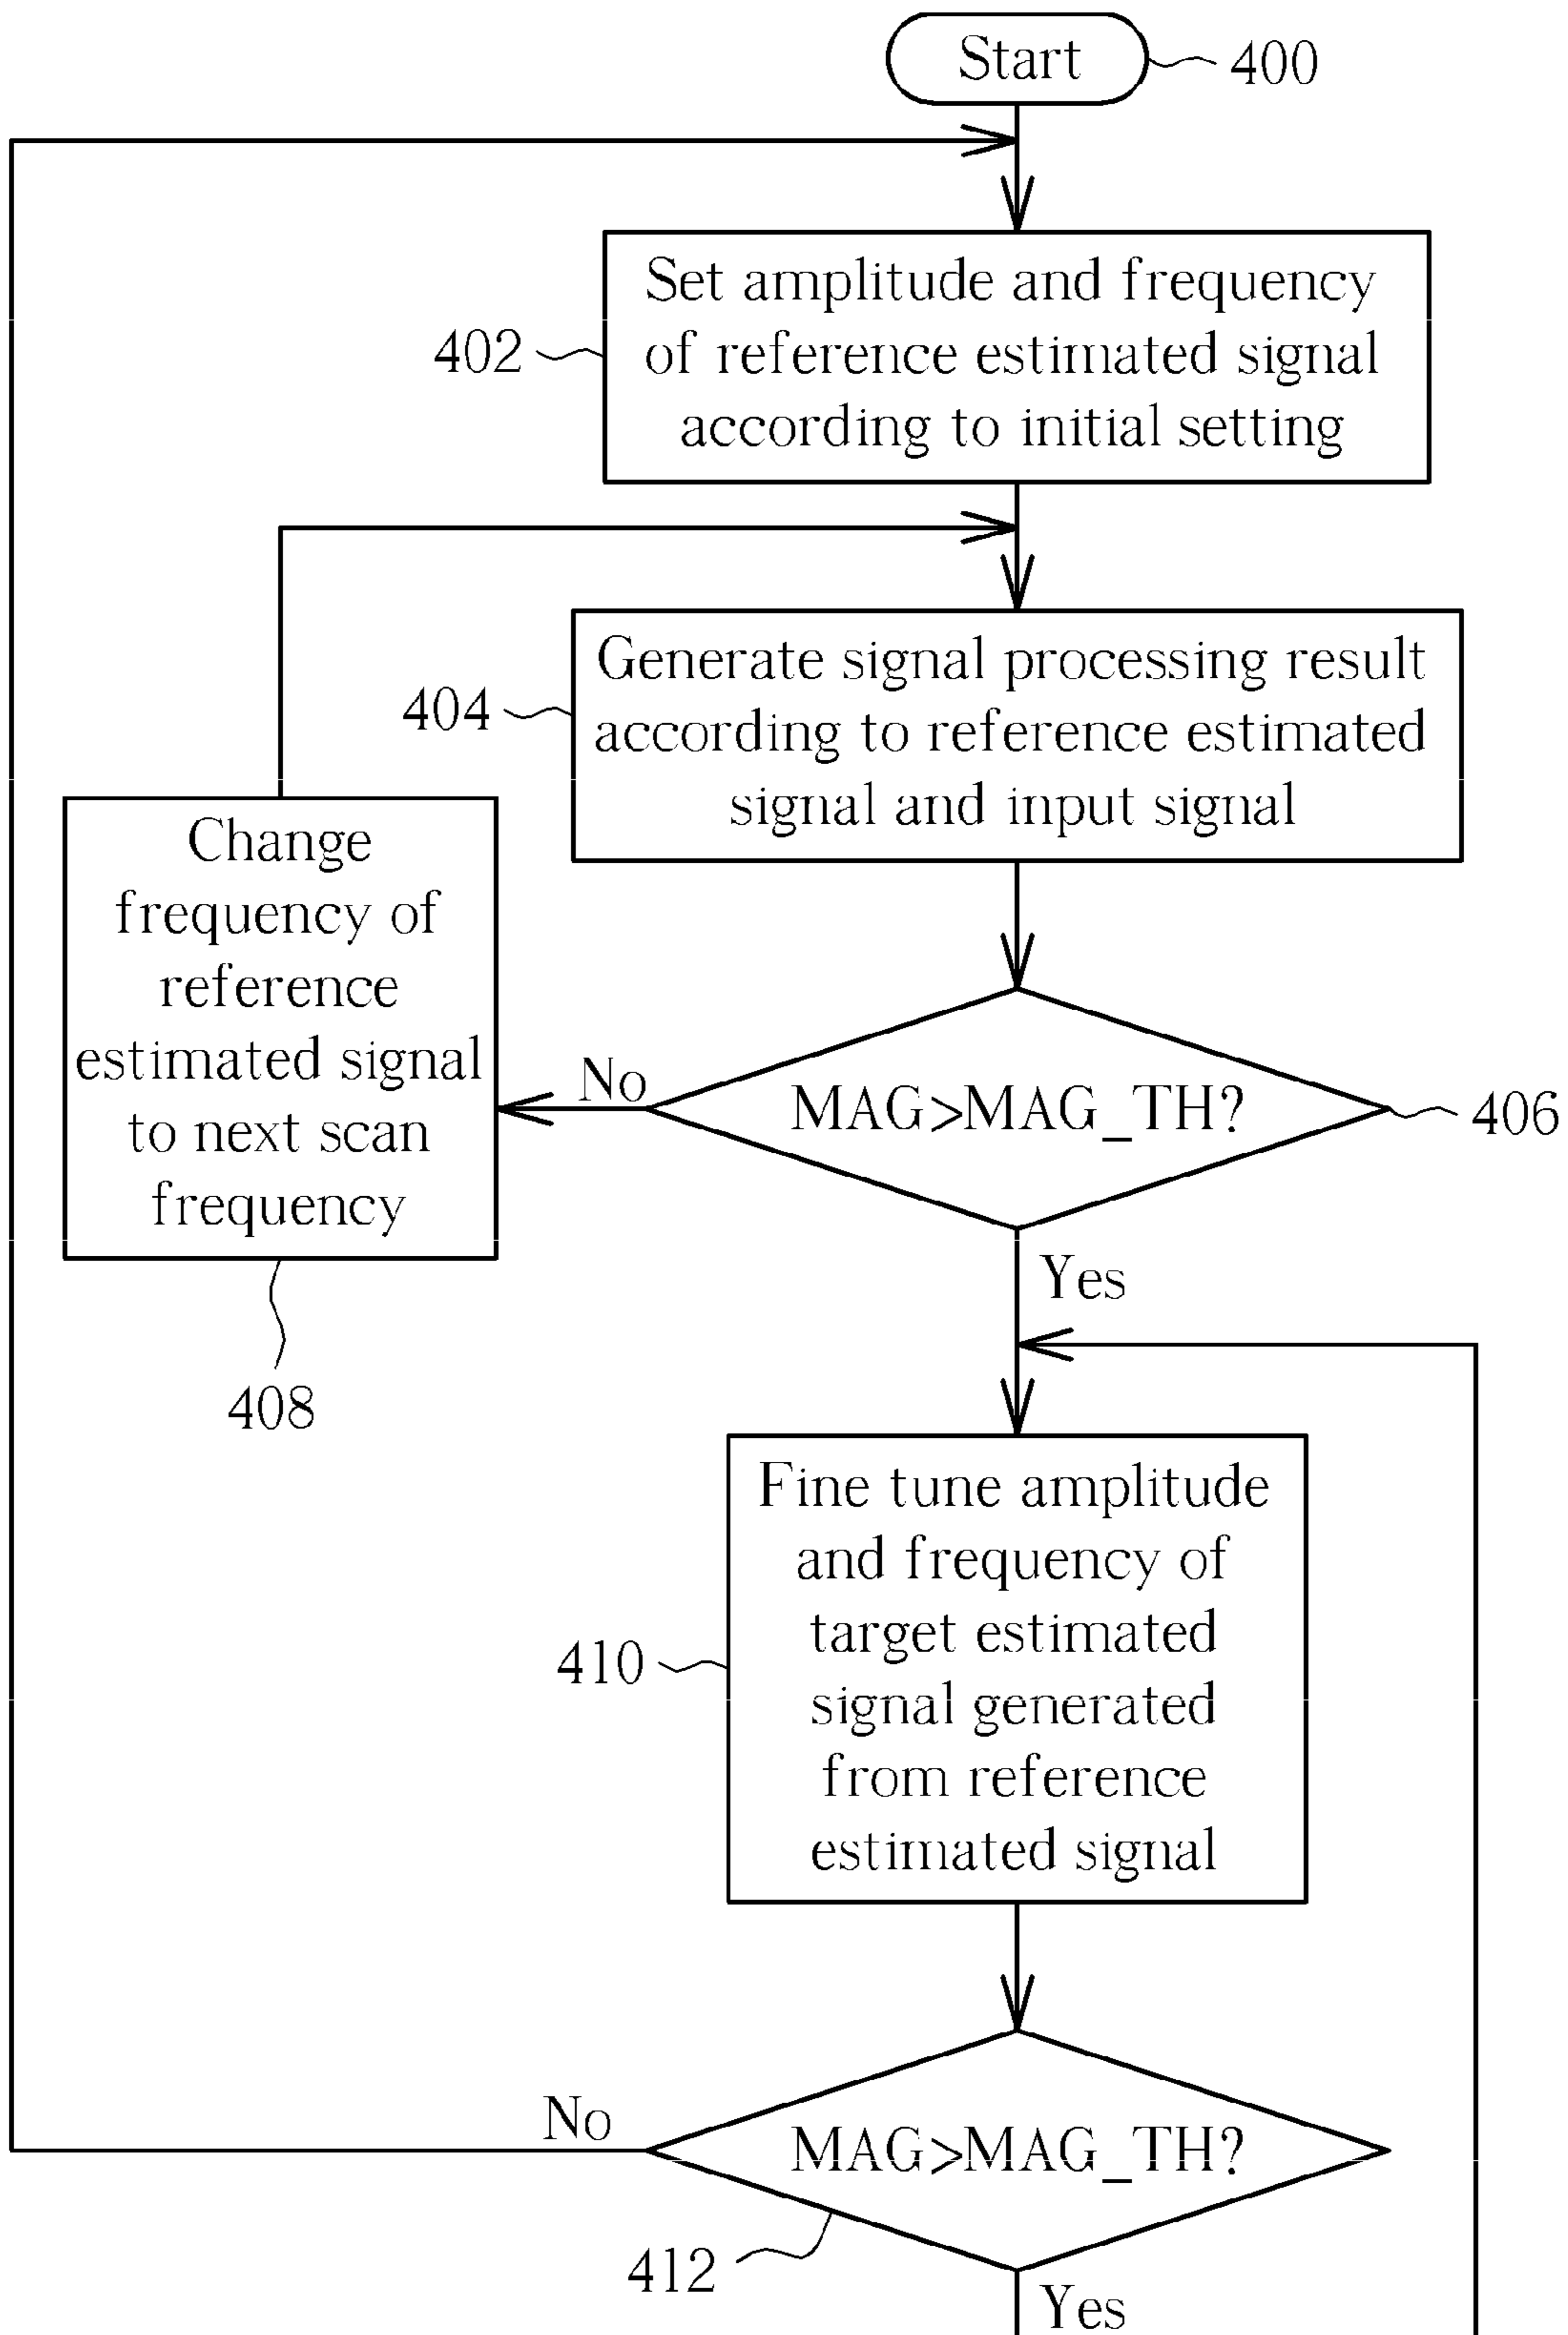 Start
400
Set amplitude and frequency
of reference estimated signal
according to initial setting
402
Generate signal processing result
according to reference estimated
signal and input signal
404
Change
frequency of
reference
estimated signal
to next scan
frequency
408
No
MAG>MAG_TH?
406
Yes
Fine tune amplitude
and frequency of
target estimated
signal generated
from reference
estimated signal
410
No
MAG>MAG_TH?
412
Yes